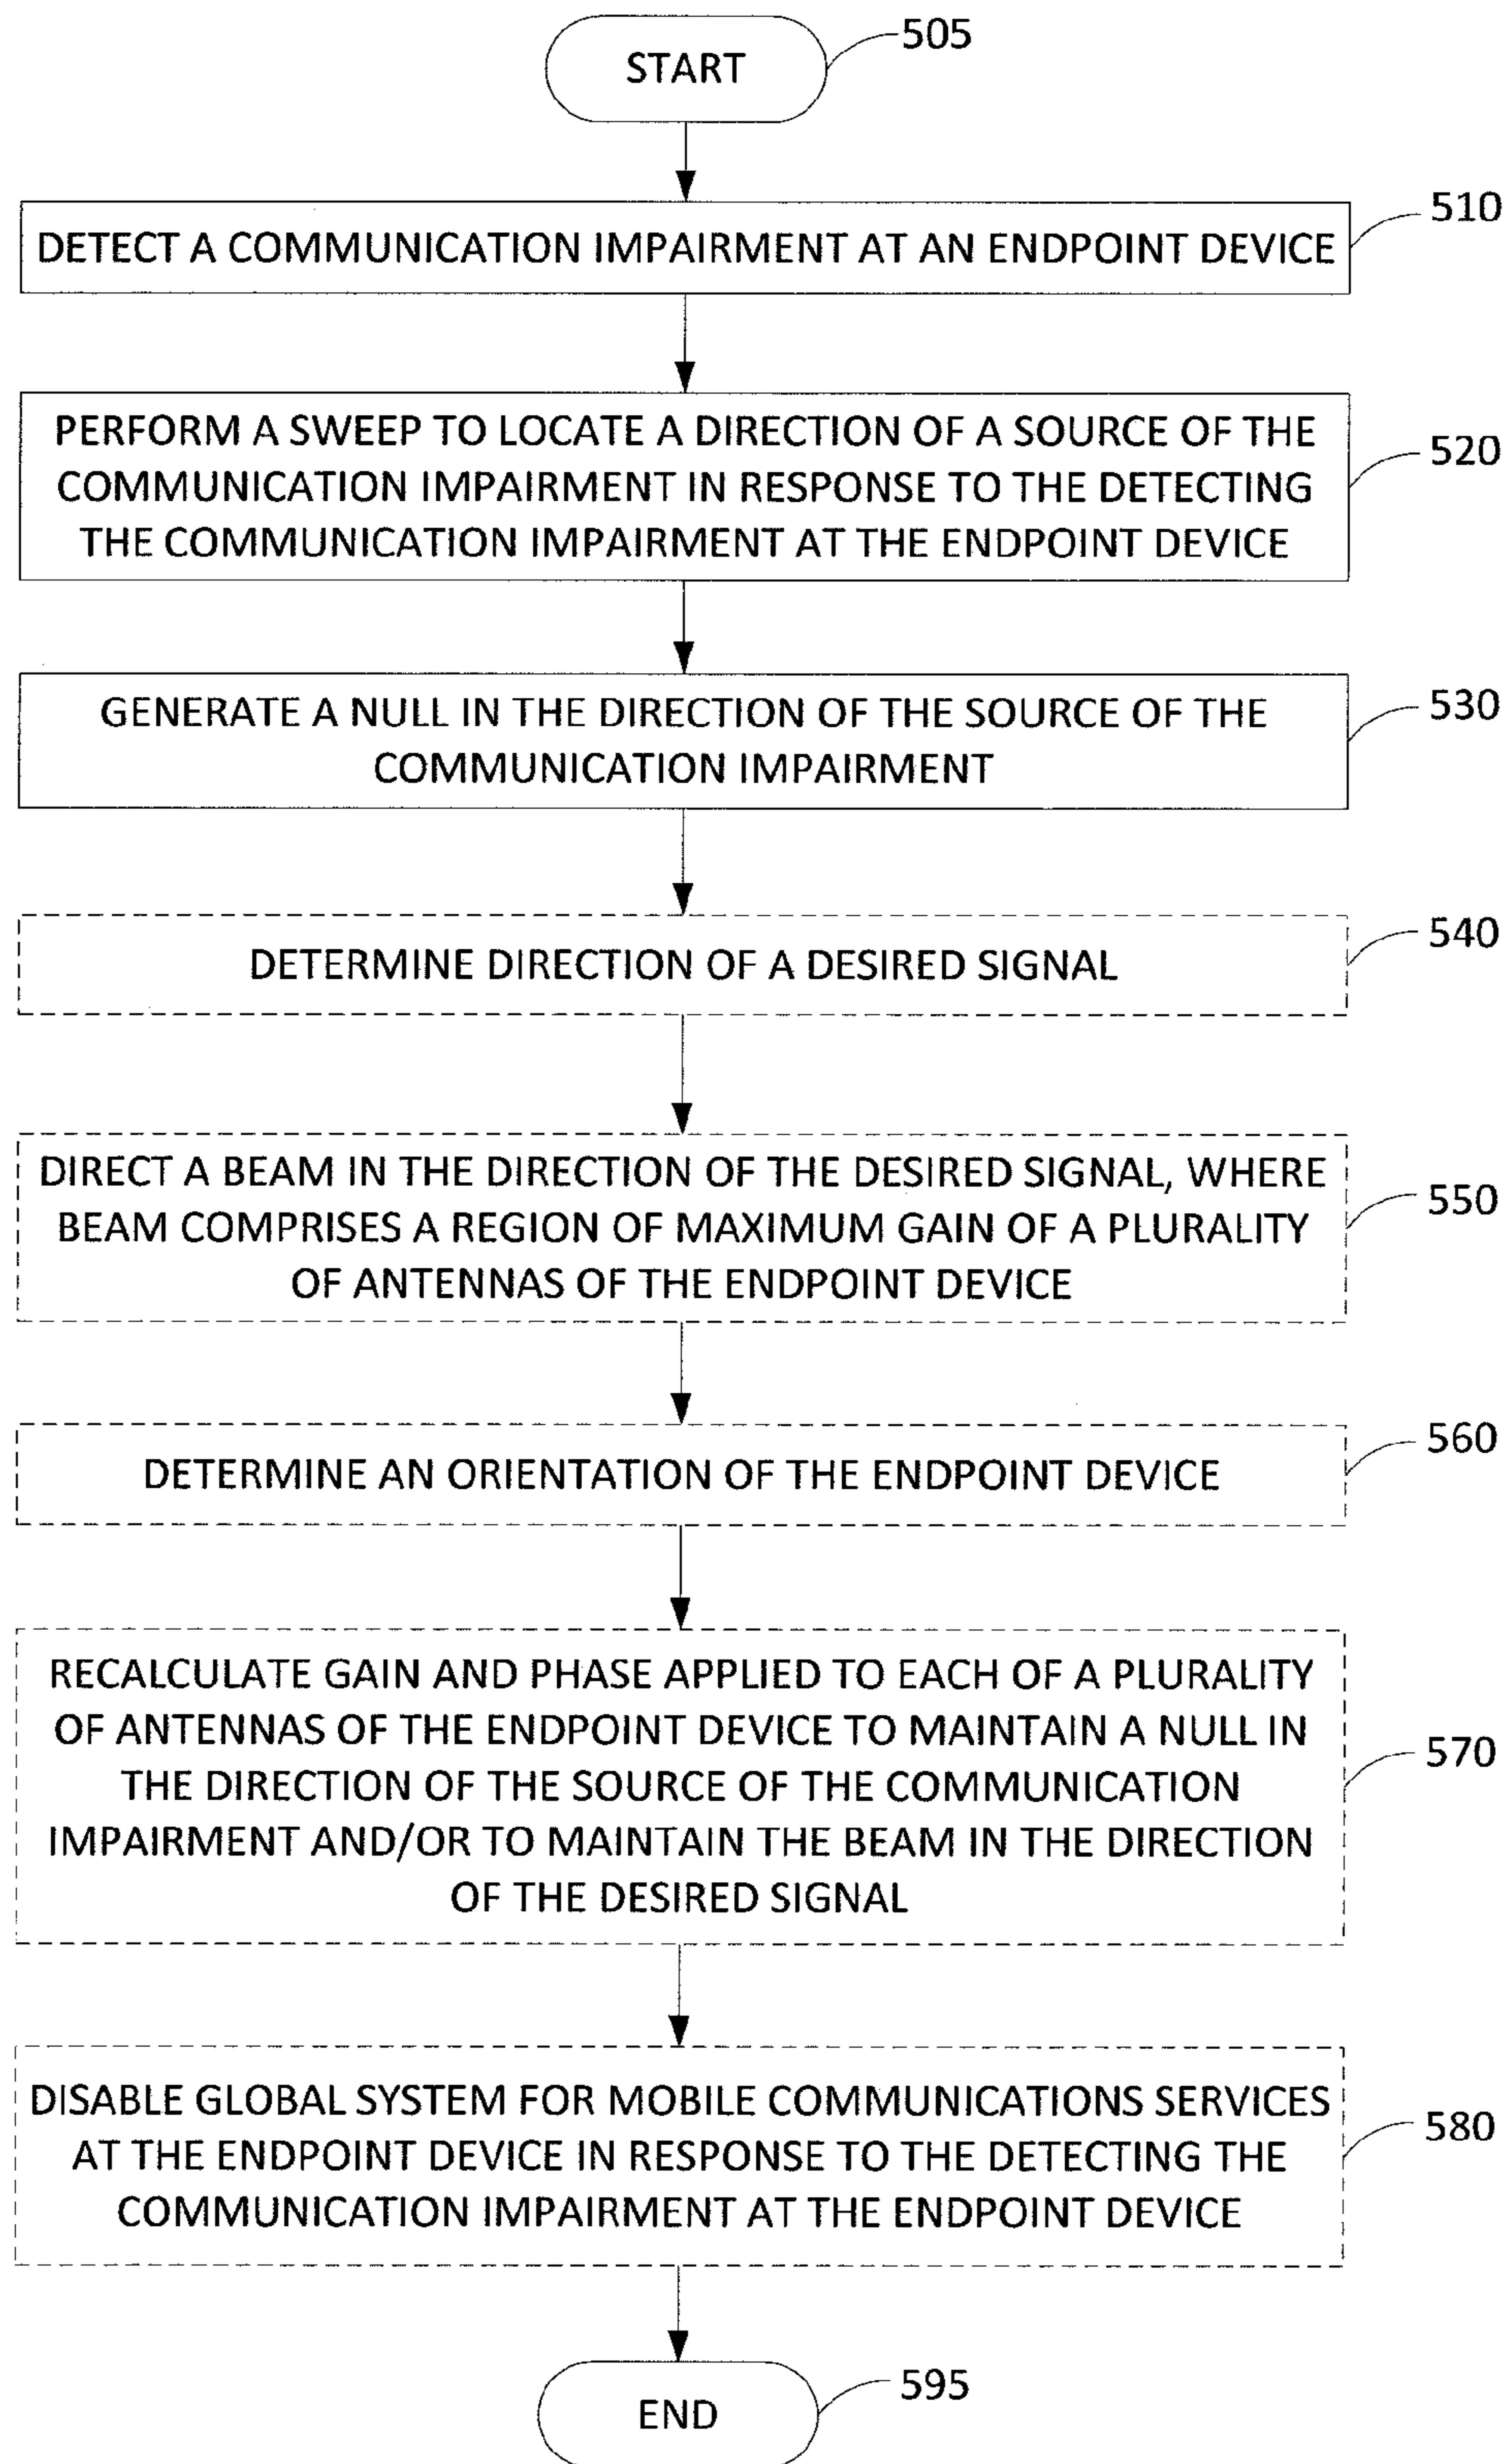 START
505
DETECT A COMMUNICATION IMPAIRMENT AT AN ENDPOINT DEVICE
510
PERFORM A SWEEP TO LOCATE A DIRECTION OF A SOURCE OF THE
COMMUNICATION IMPAIRMENT IN RESPONSE TO THE DETECTING
THE COMMUNICATION IMPAIRMENT AT THE ENDPOINT DEVICE
520
GENERATE A NULL IN THE DIRECTION OF THE SOURCE OF THE
COMMUNICATION IMPAIRMENT
530
DETERMINE DIRECTION OF A DESIRED SIGNAL
540
DIRECT A BEAM IN THE DIRECTION OF THE DESIRED SIGNAL, WHERE
BEAM COMPRISES A REGION OF MAXIMUM GAIN OF A PLURALITY
OF ANTENNAS OF THE ENDPOINT DEVICE
550
DETERMINE AN ORIENTATION OF THE ENDPOINT DEVICE
560
RECALCULATE GAIN AND PHASE APPLIED TO EACH OF A PLURALITY
OF ANTENNAS OF THE ENDPOINT DEVICE TO MAINTAIN A NULL IN
THE DIRECTION OF THE SOURCE OF THE COMMUNICATION
IMPAIRMENT AND/OR TO MAINTAIN THE BEAM IN THE DIRECTION
OF THE DESIRED SIGNAL
570
DISABLE GLOBAL SYSTEM FOR MOBILE COMMUNICATIONS SERVICES
AT THE ENDPOINT DEVICE IN RESPONSE TO THE DETECTING THE
COMMUNICATION IMPAIRMENT AT THE ENDPOINT DEVICE
580
END
595